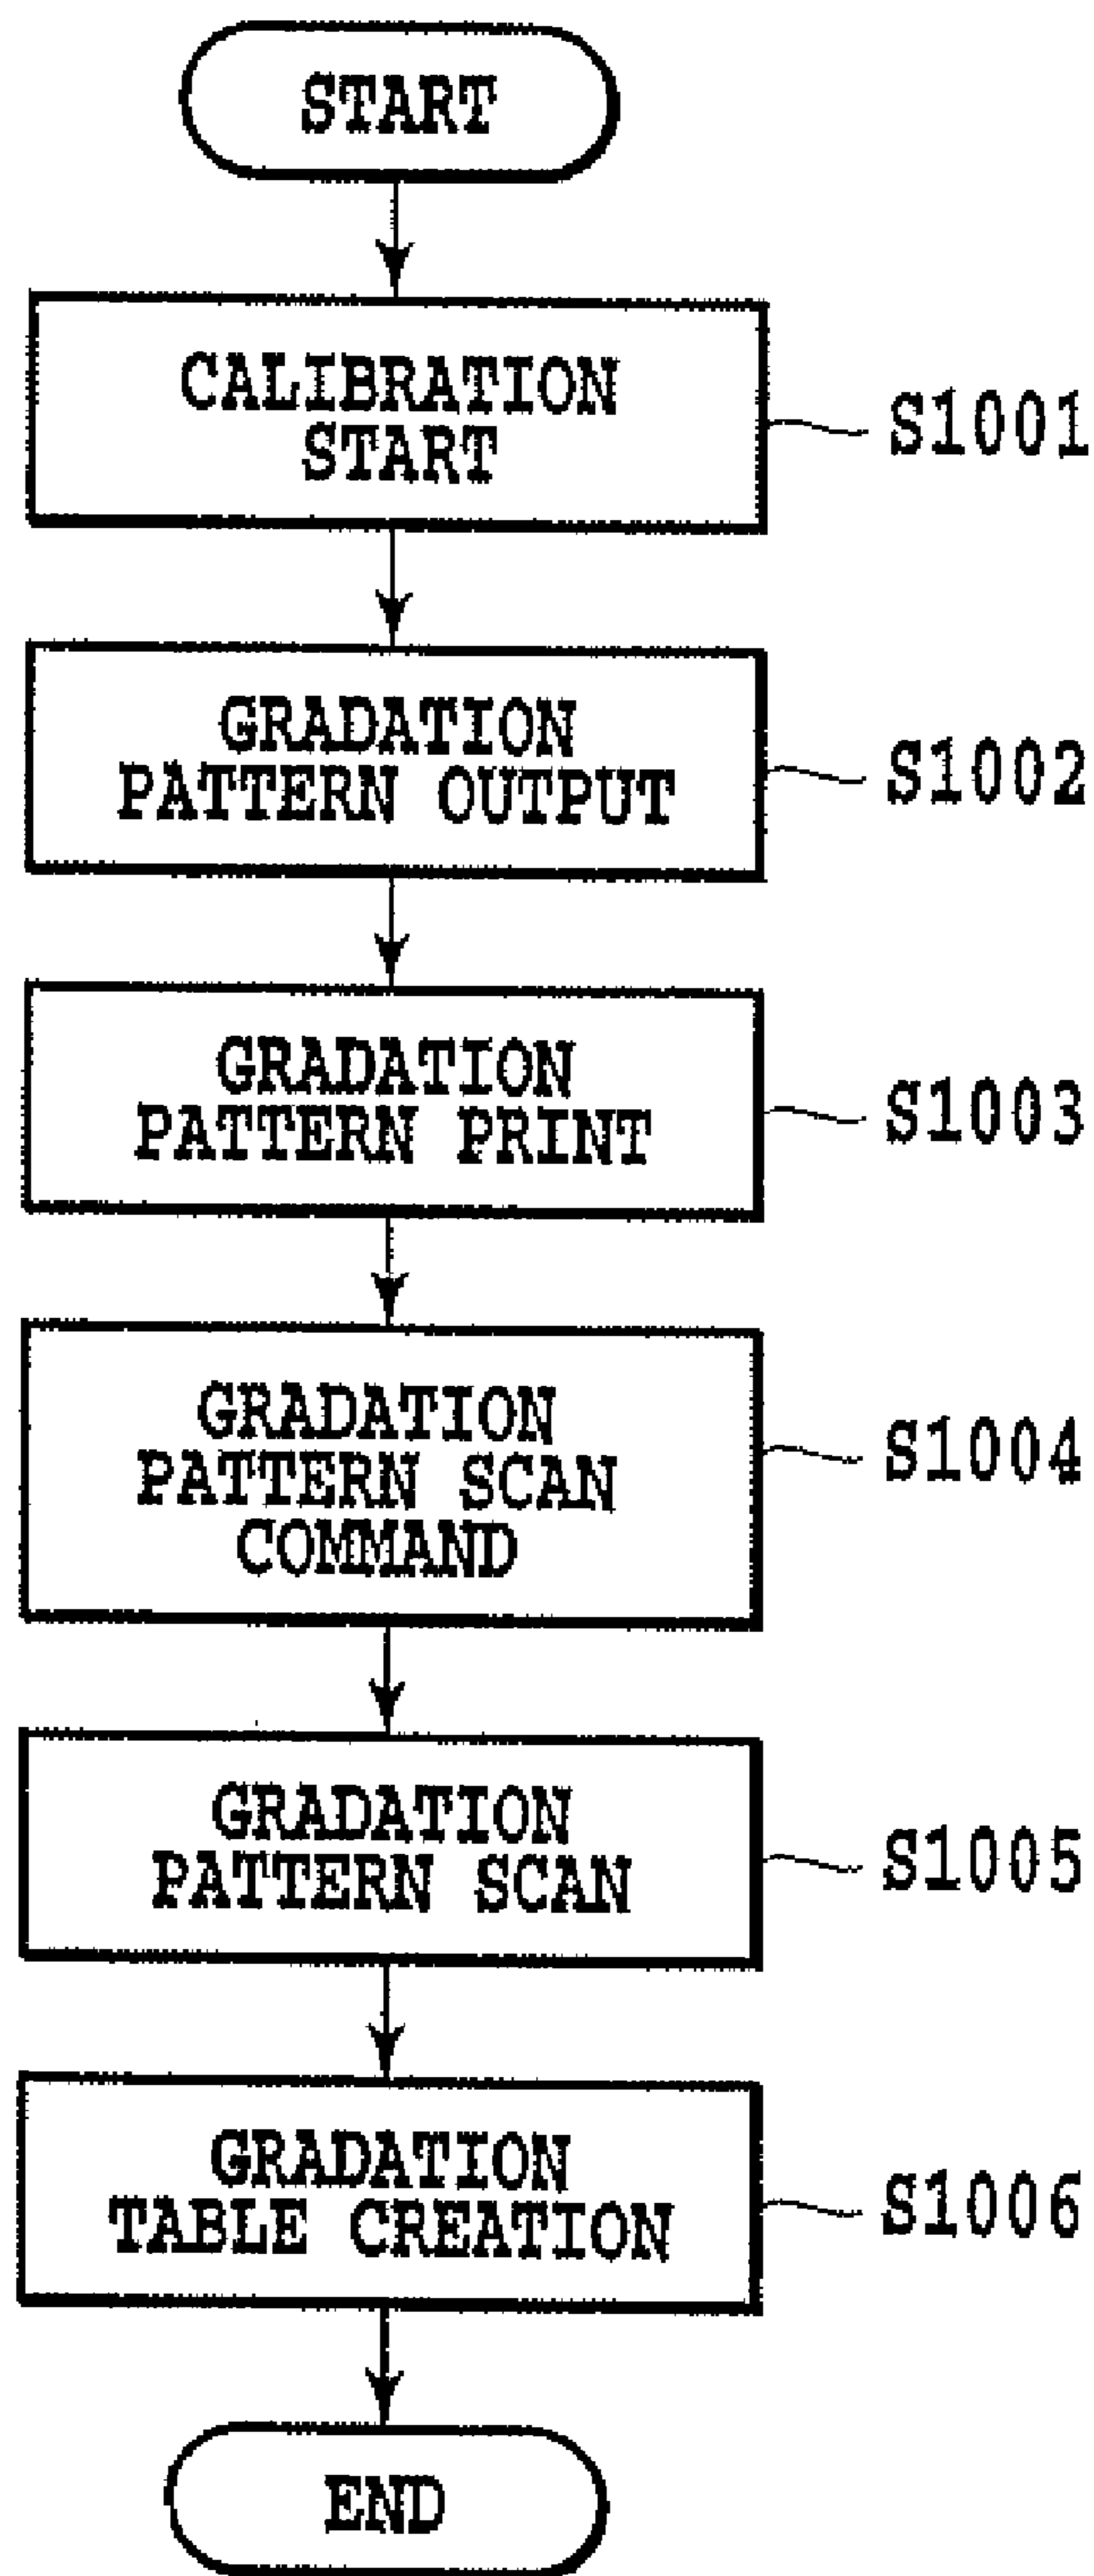 START
CALIBRATION
START
S1001
GRADATION
PATTERN OUTPUT
S1002
GRADATION
PATTERN PRINT
S1003
GRADATION
PATTERN SCAN
COMMAND
S1004
GRADATION
PATTERN SCAN
S1005
GRADATION
TABLE CREATION
S1006
END